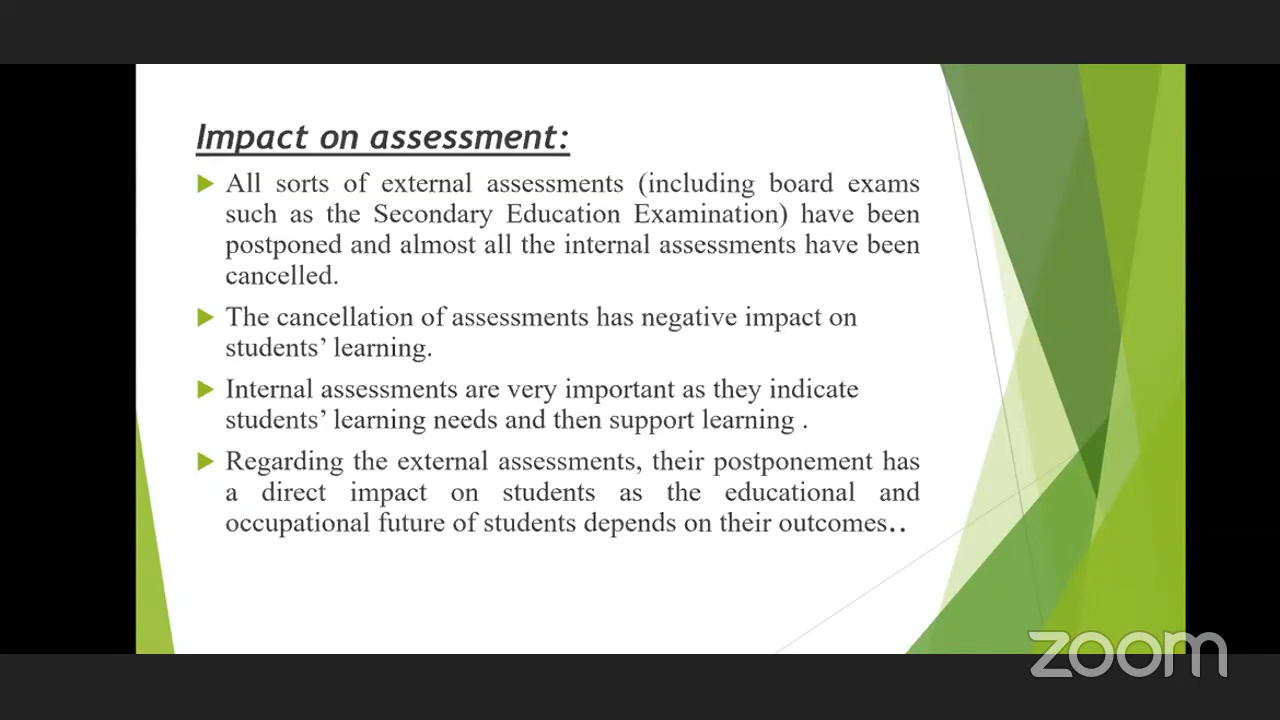 Impact on assessment:
All sorts of external assessments (including board exams
such as the Secondary Education Examination) have been
postponed and almost all the internal assessments have been
cancelled.
The cancellation of assessments has negative impact on
students’ learning.
Internal assessments are very important as they indicate
students’ learning needs and then support learning .
Regarding the external assessments, their postponement has
a direct impact on students as the educational and
occupational future of students depends on their outcomes..
zoom